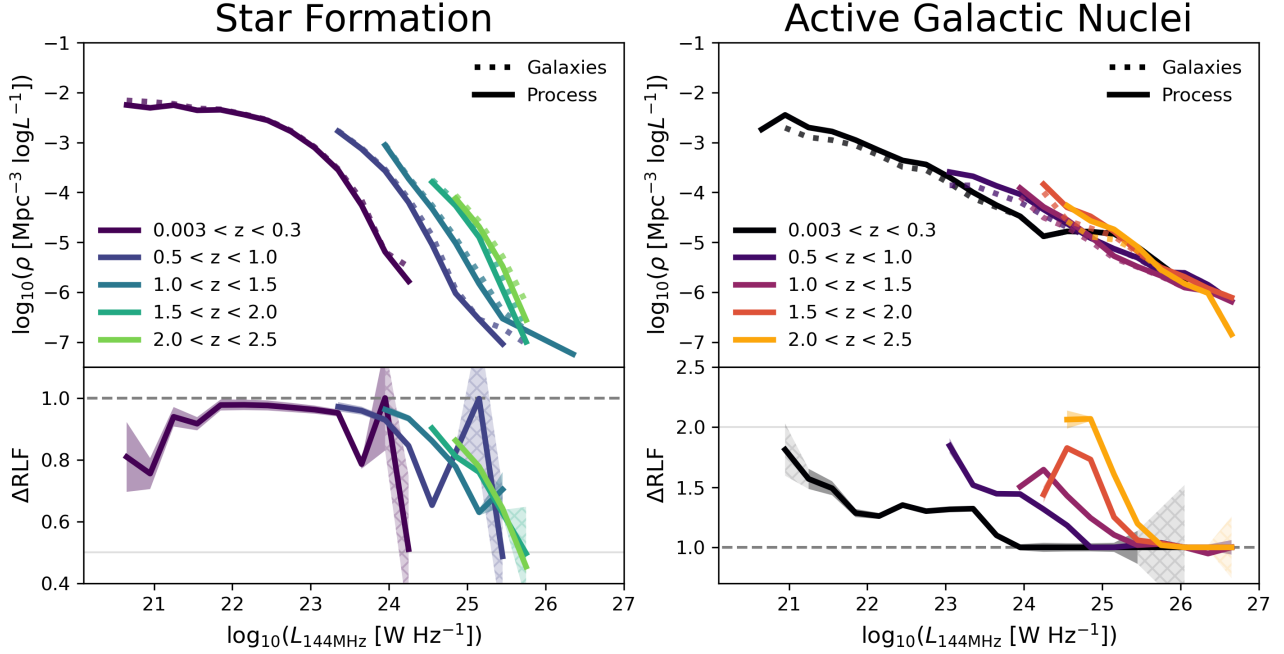 Star Formation
Active Galactic Nuclei
log₁₀(ρ [Mpc⁻³ logL⁻¹])
−1
−2
−3
−4
−5
−6
−7
Galaxies
Process
0.003 < z < 0.3
0.5 < z < 1.0
1.0 < z < 1.5
1.5 < z < 2.0
2.0 < z < 2.5
ΔRLF
1.0
0.8
0.6
0.4
21 22 23 24 25 26 27
log₁₀(L₁₄₄MHz [W Hz⁻¹])
log₁₀(ρ [Mpc⁻³ logL⁻¹])
−1
−2
−3
−4
−5
−6
−7
Galaxies
Process
0.003 < z < 0.3
0.5 < z < 1.0
1.0 < z < 1.5
1.5 < z < 2.0
2.0 < z < 2.5
ΔRLF
2.5
2.0
1.5
1.0
21 22 23 24 25 26 27
log₁₀(L₁₄₄MHz [W Hz⁻¹])